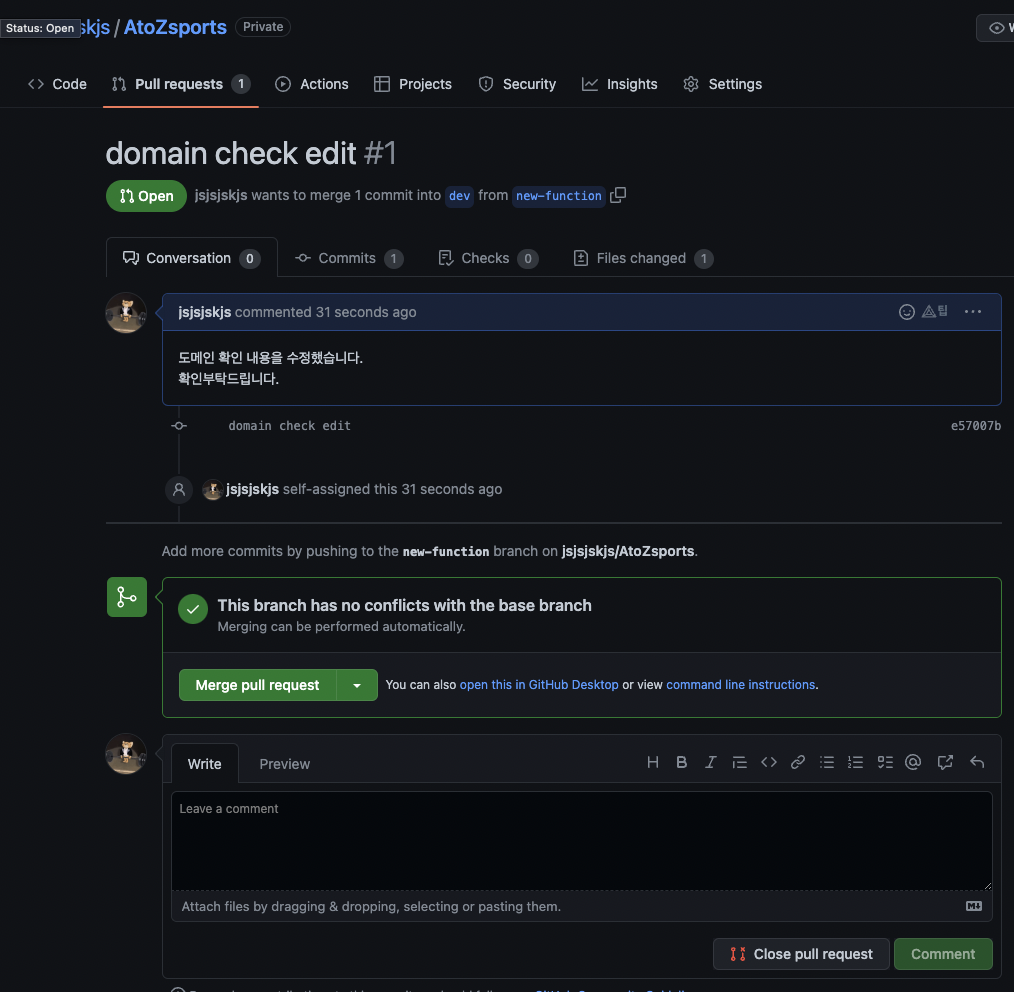 Status: Open
skjs / AtoZsports Private
Code Pull requests 1 Actions Projects Security Insights Settings
domain check edit #1
Open jsjsjskjs wants to merge 1 commit into dev from new-function
Conversation 0 Commits 1 Checks 0 Files changed 1
jsjsjskjs commented 31 seconds ago
도메인 확인 내용을 수정했습니다.
확인부탁드립니다.
domain check edit e57007b
jsjsjskjs self-assigned this 31 seconds ago
Add more commits by pushing to the new-function branch on jsjsjskjs/AtoZsports.
This branch has no conflicts with the base branch
Merging can be performed automatically.
Merge pull request You can also open this in GitHub Desktop or view command line instructions.
Write Preview
Leave a comment
Attach files by dragging & dropping, selecting or pasting them.
Close pull request Comment